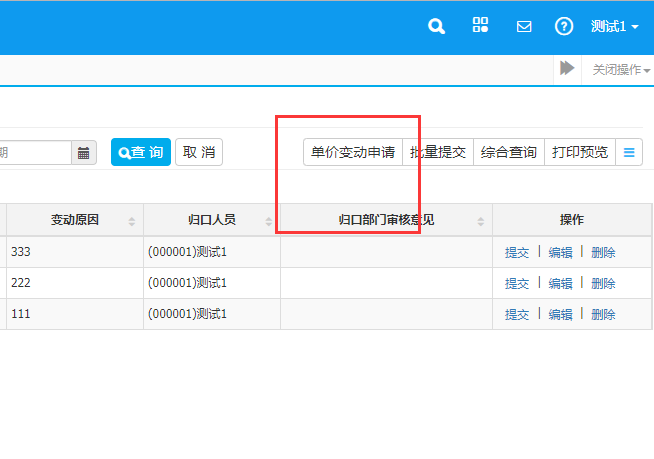 测试1
关闭操作
期
查 询 取 消 单价变动申请 批量提交 综合查询 打印预览
变动原因 归口人员 归口部门审核意见 操作
333 (000001)测试1 提交 | 编辑 | 删除
222 (000001)测试1 提交 | 编辑 | 删除
111 (000001)测试1 提交 | 编辑 | 删除